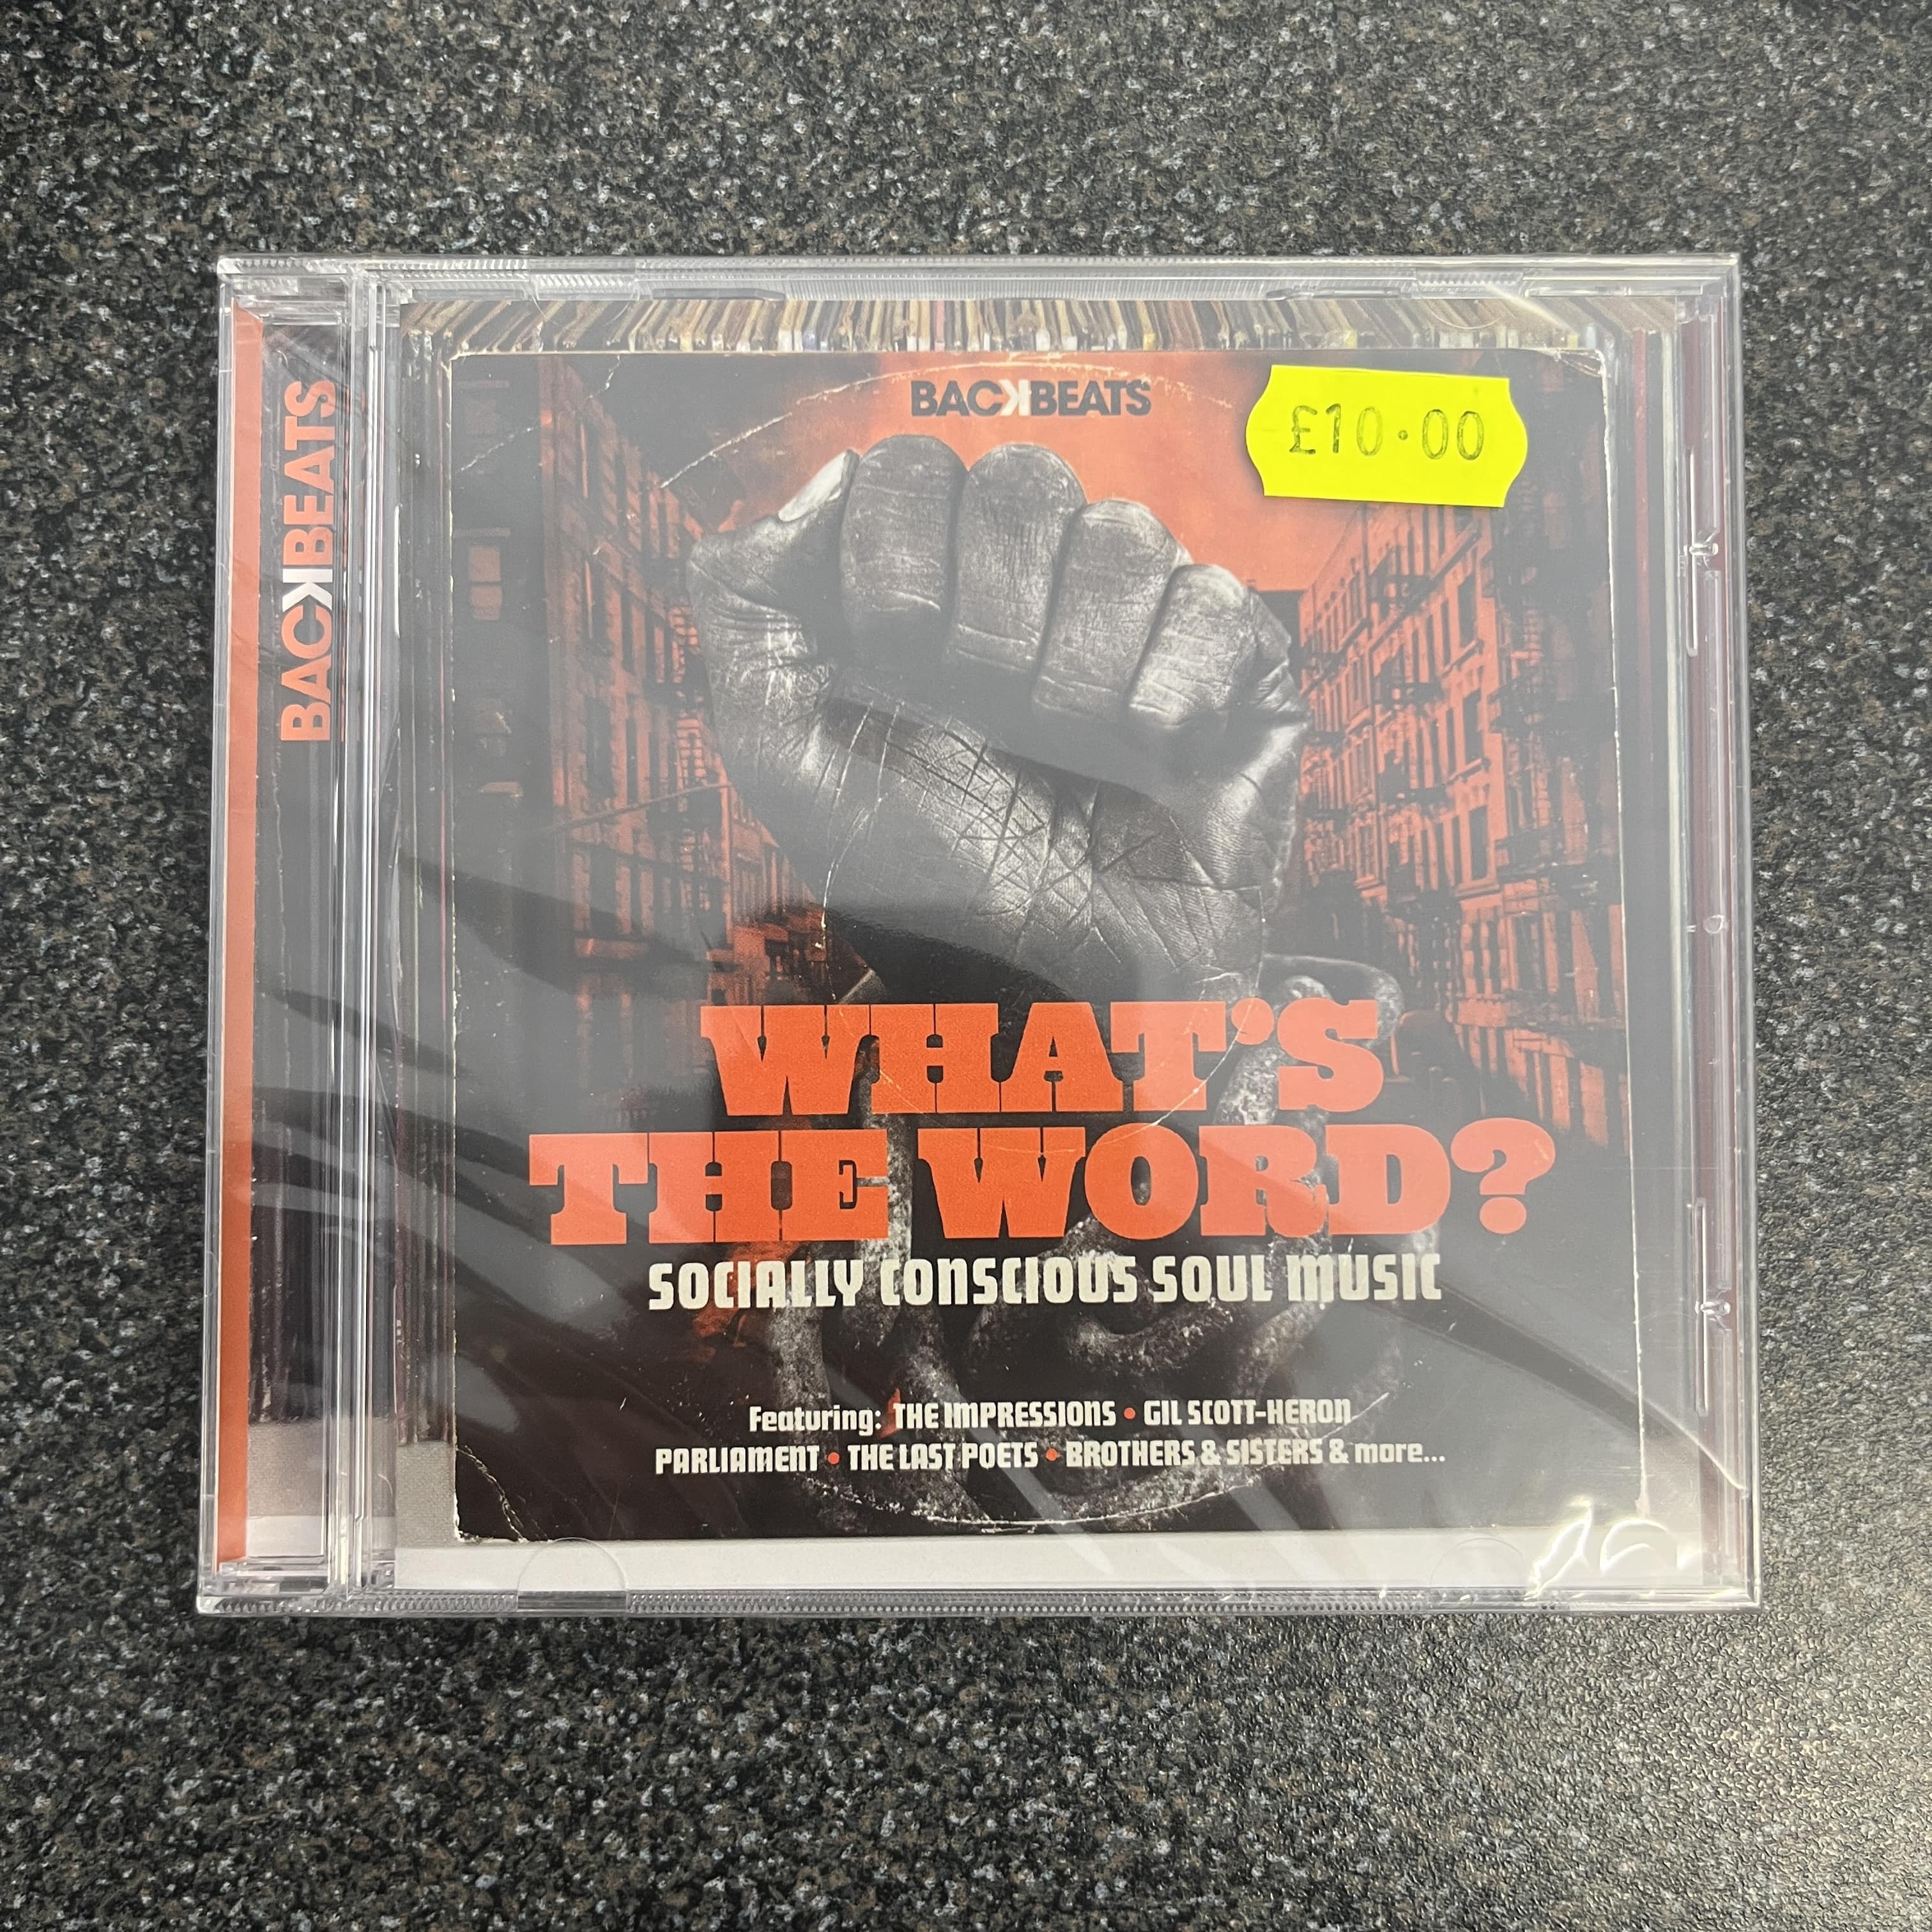 BACKBEATS
BACKBEATS
£10.00
WHAT'S
THE WORD?
SOCIALLY CONSCIOUS SOUL MUSIC
Featuring: THE IMPRESSIONS • GIL SCOTT-HERON
PARLIAMENT • THE LAST POETS • BROTHERS & SISTERS & more...